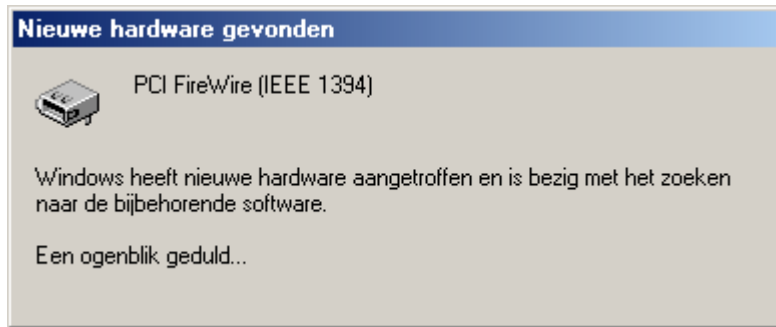 Nieuwe hardware gevonden
PCI FireWire (IEEE 1394)
Windows heeft nieuwe hardware aangetroffen en is bezig met het zoeken
naar de bijbehorende software.
Een ogenblik geduld...